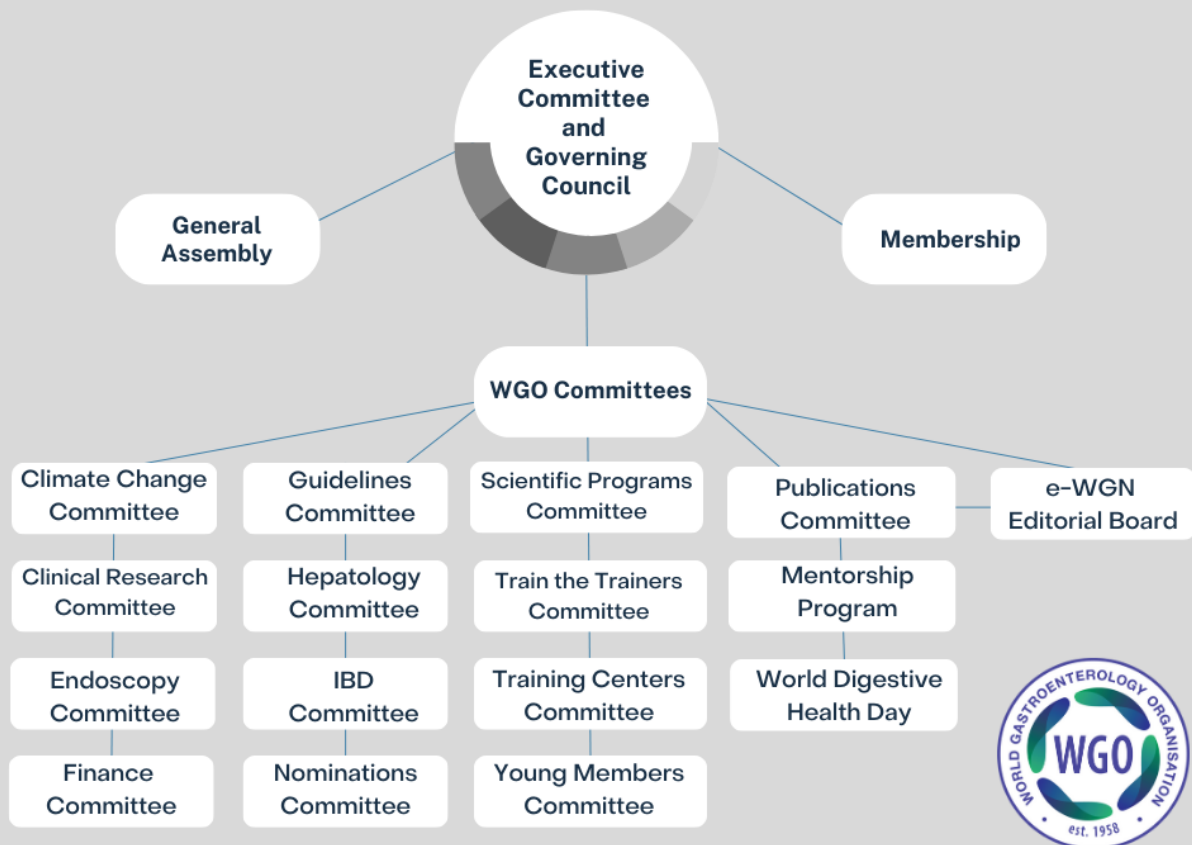 Executive
Committee
and
Governing
Council
General
Assembly
Membership
WGO Committees
Climate Change
Committee
Guidelines
Committee
Scientific Programs
Committee
Publications
Committee
e-WGN
Editorial Board
Clinical Research
Committee
Hepatology
Committee
Train the Trainers
Committee
Mentorship
Program
Endoscopy
Committee
IBD
Committee
Training Centers
Committee
World Digestive
Health Day
Finance
Committee
Nominations
Committee
Young Members
Committee
WORLD GASTROENTEROLOGY ORGANISATION
WGO
est. 1958